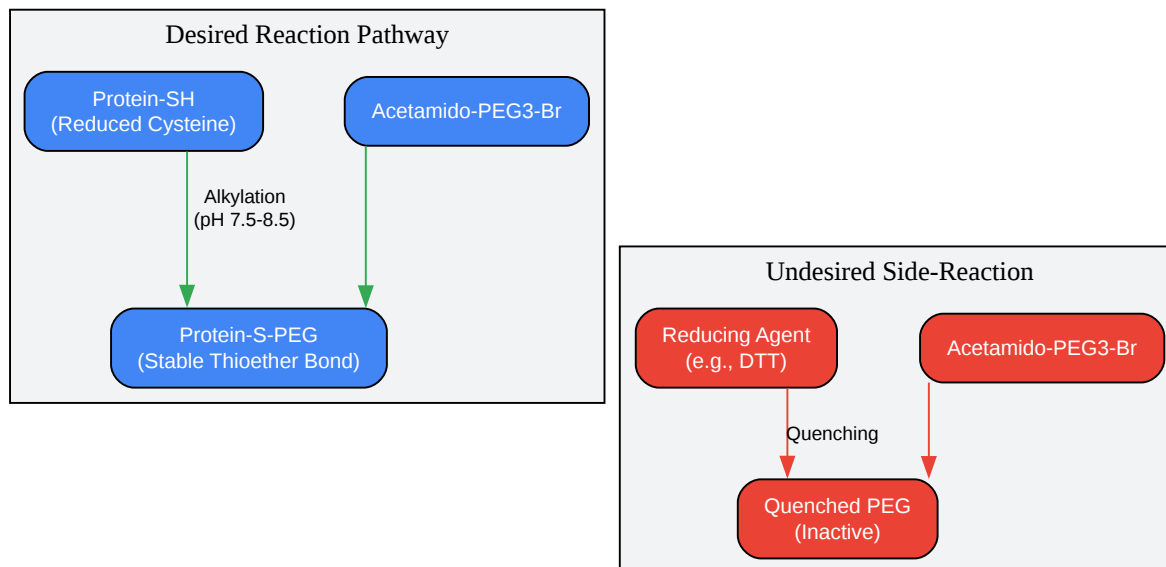 Desired Reaction Pathway
Protein-SH
(Reduced Cysteine)
Acetamido-PEG3-Br
Alkylation
(pH 7.5-8.5)
Protein-S-PEG
(Stable Thioether Bond)
Undesired Side-Reaction
Reducing Agent
(e.g., DTT)
Acetamido-PEG3-Br
Quenching
Quenched PEG
(Inactive)